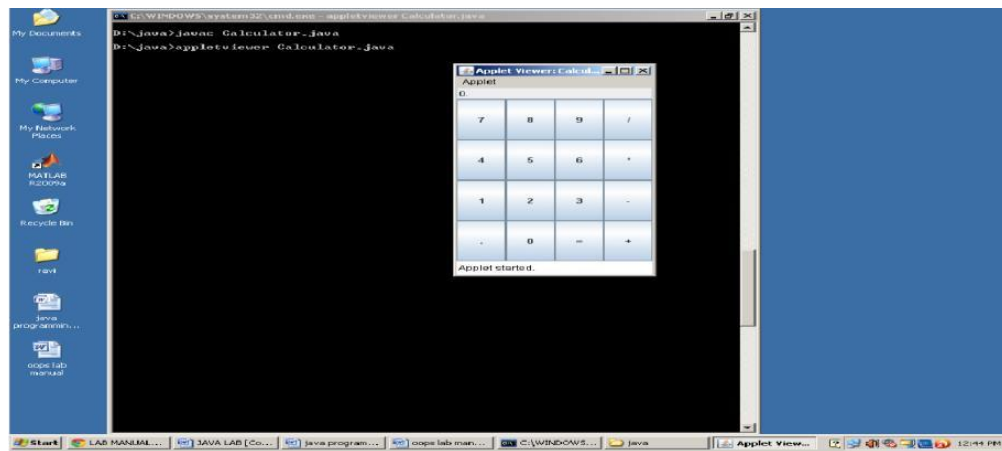 My Documents
My Computer
My Network
Places
MATLAB
R2009a
Recycle Bin
ravi
java
programmin...
oops lab
manual
C:\WINDOWS\system32\cmd.exe - appletviewer Calculator.java
D:\java>javac Calculator.java
D:\java>appletviewer Calculator.java
Applet Viewer: Calcul...
Applet
0.
7 8 9 /
4 5 6 *
1 2 3 -
. 0 = +
Applet started.
Start LAB MANUAL... JAVA LAB [Co... java program... oops lab man... C:\WINDOWS... java Applet View... 12:44 PM